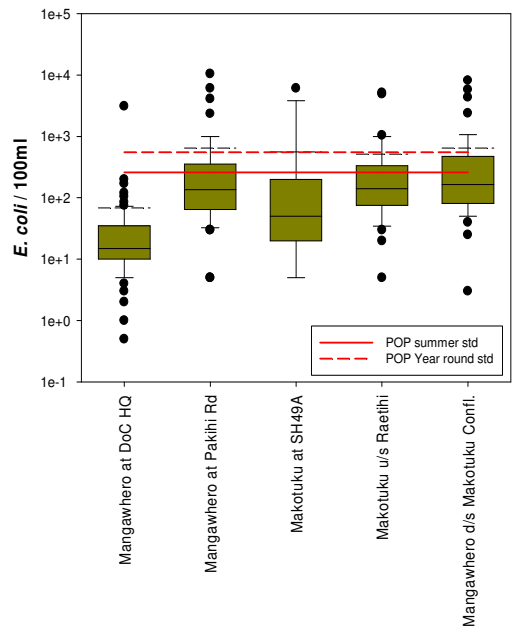 1e+5
1e+4
1e+3
1e+2
1e+1
1e+0
1e-1
E. coli / 100ml
POP summer std
POP Year round std
Mangawhero at DoC HQ
Mangawhero at Pakihi Rd
Makotuku at SH49A
Makotuku u/s Raetihi
Mangawhero d/s Makotuku Confl.